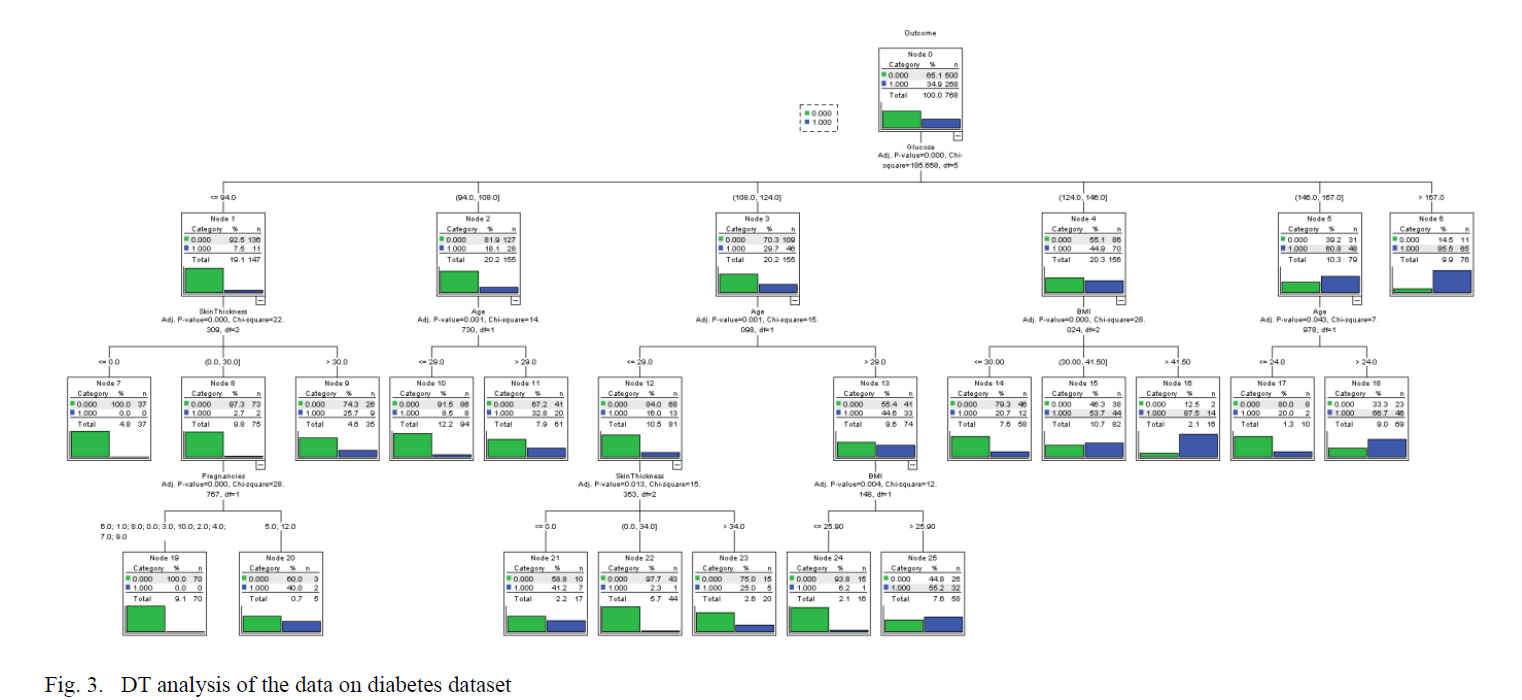 Outcome
Node 0
Category % n
0.000 65.1 500
1.000 34.9 268
Total 100.0 768
0.000
1.000
Glucose
Adj. P-value=0.000, Chi-
square=185.658, df=5
<= 94.0
(94.0, 108.0]
(108.0, 124.0]
(124.0, 146.0]
(146.0, 167.0]
> 167.0
Node 1
Category % n
0.000 92.5 136
1.000 7.5 11
Total 19.1 147
Node 2
Category % n
0.000 81.9 127
1.000 18.1 28
Total 20.2 155
Node 3
Category % n
0.000 70.3 109
1.000 29.7 46
Total 20.2 155
Node 4
Category % n
0.000 55.1 86
1.000 44.9 70
Total 20.3 156
Node 5
Category % n
0.000 39.2 31
1.000 60.8 48
Total 10.3 79
Node 6
Category % n
0.000 14.5 11
1.000 85.5 65
Total 9.9 76
SkinThickness
Adj. P-value=0.000, Chi-square=22.
309, df=2
Age
Adj. P-value=0.001, Chi-square=14.
730, df=1
Age
Adj. P-value=0.001, Chi-square=15.
098, df=1
BMI
Adj. P-value=0.000, Chi-square=28.
024, df=2
Age
Adj. P-value=0.043, Chi-square=7.
978, df=1
<= 0.0
(0.0, 30.0]
> 30.0
<= 29.0
> 29.0
<= 29.0
> 29.0
<= 30.00
(30.00, 41.50]
> 41.50
<= 24.0
> 24.0
Node 7
Category % n
0.000 100.0 37
1.000 0.0 0
Total 4.8 37
Node 8
Category % n
0.000 97.3 73
1.000 2.7 2
Total 9.8 75
Node 9
Category % n
0.000 74.3 26
1.000 25.7 9
Total 4.6 35
Node 10
Category % n
0.000 91.5 86
1.000 8.5 8
Total 12.2 94
Node 11
Category % n
0.000 67.2 41
1.000 32.8 20
Total 7.9 61
Node 12
Category % n
0.000 84.0 68
1.000 16.0 13
Total 10.5 81
Node 13
Category % n
0.000 55.4 41
1.000 44.6 33
Total 9.6 74
Node 14
Category % n
0.000 79.3 46
1.000 20.7 12
Total 7.6 58
Node 15
Category % n
0.000 46.3 38
1.000 53.7 44
Total 10.7 82
Node 16
Category % n
0.000 12.5 2
1.000 87.5 14
Total 2.1 16
Node 17
Category % n
0.000 80.0 8
1.000 20.0 2
Total 1.3 10
Node 18
Category % n
0.000 33.3 23
1.000 66.7 46
Total 9.0 69
Pregnancies
Adj. P-value=0.000, Chi-square=28.
767, df=1
SkinThickness
Adj. P-value=0.013, Chi-square=15.
353, df=2
BMI
Adj. P-value=0.004, Chi-square=12.
148, df=1
6.0; 1.0; 8.0; 0.0; 3.0; 10.0; 2.0; 4.0;
7.0; 9.0
5.0; 12.0
<= 0.0
(0.0, 34.0]
> 34.0
<= 25.90
> 25.90
Node 19
Category % n
0.000 100.0 70
1.000 0.0 0
Total 9.1 70
Node 20
Category % n
0.000 60.0 3
1.000 40.0 2
Total 0.7 5
Node 21
Category % n
0.000 58.8 10
1.000 41.2 7
Total 2.2 17
Node 22
Category % n
0.000 97.7 43
1.000 2.3 1
Total 5.7 44
Node 23
Category % n
0.000 75.0 15
1.000 25.0 5
Total 2.6 20
Node 24
Category % n
0.000 93.8 15
1.000 6.2 1
Total 2.1 16
Node 25
Category % n
0.000 44.8 26
1.000 55.2 32
Total 7.6 58
Fig. 3. DT analysis of the data on diabetes dataset